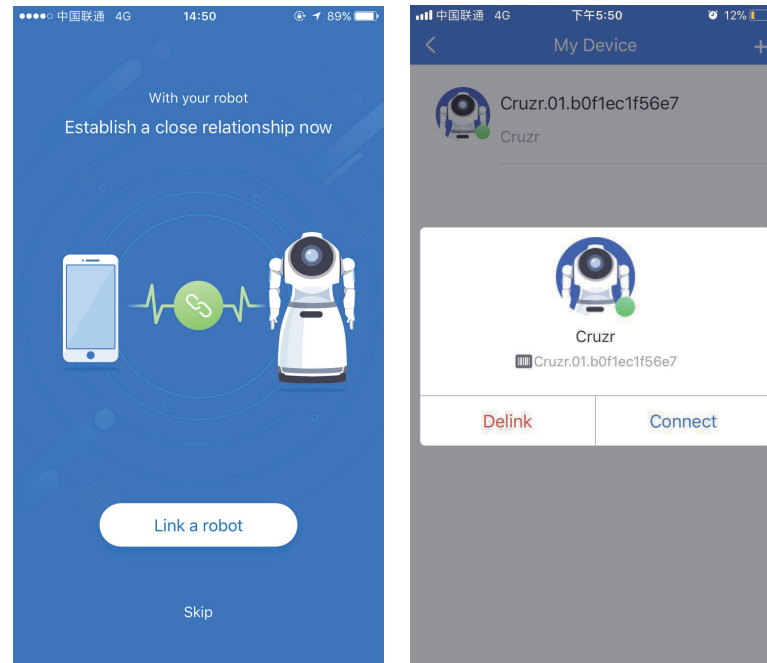 中国联通 4G 14:50 89%
With your robot
Establish a close relationship now
Link a robot
Skip
中国联通 4G 下午5:50 12%
My Device
Cruzr.01.b0f1ec1f56e7
Cruzr
Cruzr
Cruzr.01.b0f1ec1f56e7
Delink Connect